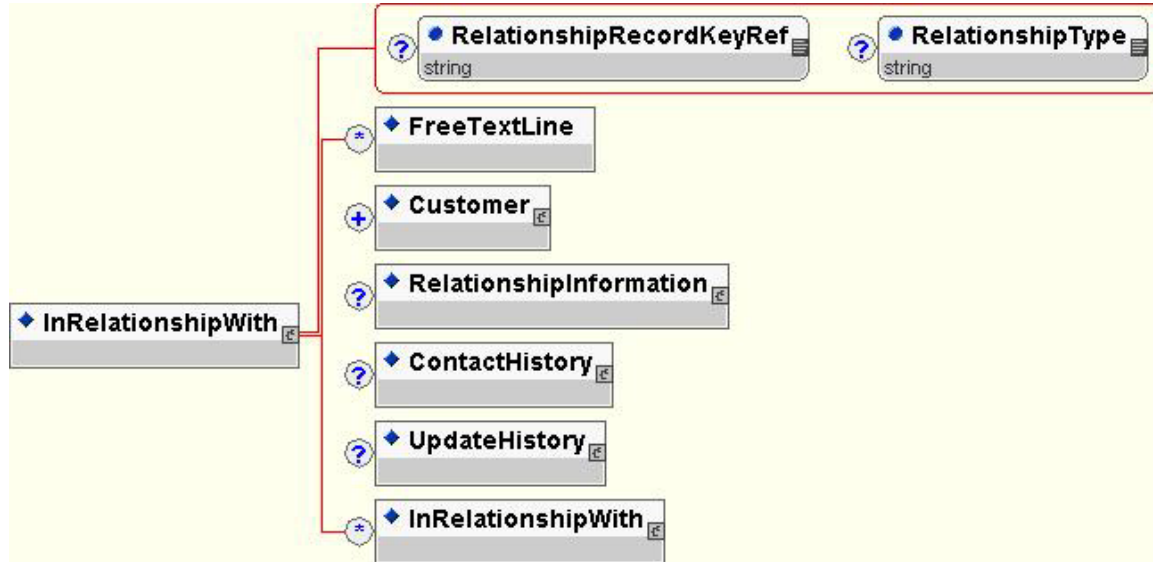 ? RelationshipRecordKeyRef ? RelationshipType
string string
* FreeTextLine
+ Customer
? RelationshipInformation
InRelationshipWith
? ContactHistory
? UpdateHistory
* InRelationshipWith